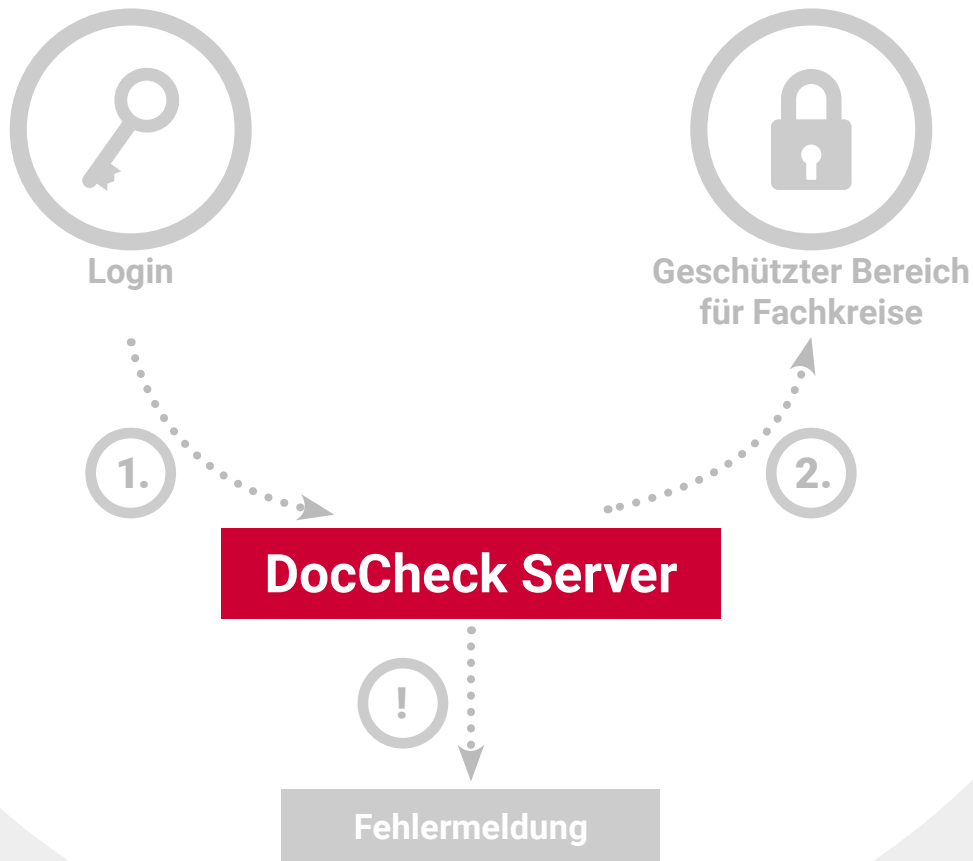 Login
Geschützter Bereich
für Fachkreise
1.
2.
DocCheck Server
!
Fehlermeldung